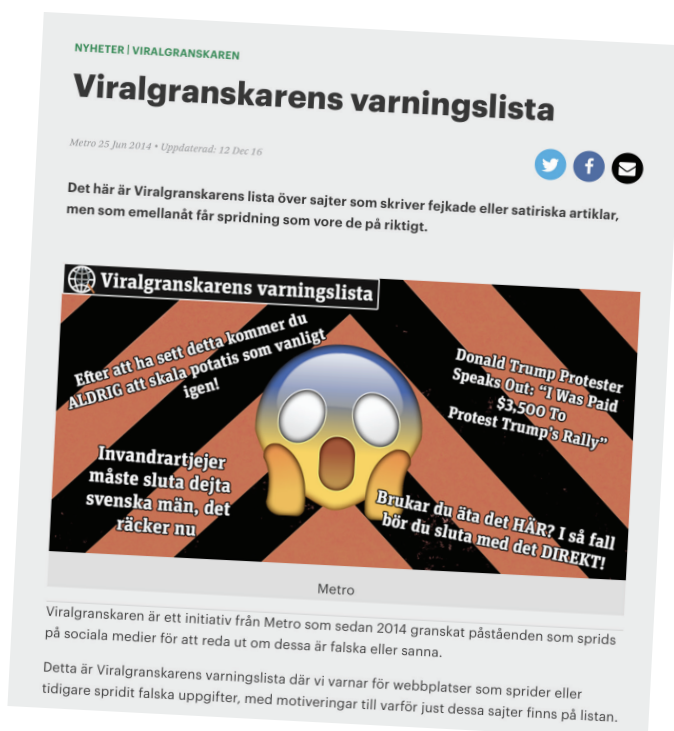 NYHETER | VIRALGRANSKAREN
Viralgranskarens varningslista
Metro 25 Jun 2014 • Uppdaterad: 12 Dec 16
Det här är Viralgranskarens lista över sajter som skriver fejkade eller satiriska artiklar,
men som emellanåt får spridning som vore de på riktigt.
Viralgranskarens varningslista
Efter att ha sett detta kommer du
ALDRIG att skala potatis som vanligt
igen!
Donald Trump Protester
Speaks Out: “I Was Paid
$3,500 To
Protest Trump’s Rally”
Invandrartjejer
måste sluta dejta
svenska män, det
räcker nu
Brukar du äta det HÄR? I så fall
bör du sluta med det DIREKT!
Metro
Viralgranskaren är ett initiativ från Metro som sedan 2014 granskat påståenden som sprids
på sociala medier för att reda ut om dessa är falska eller sanna.
Detta är Viralgranskarens varningslista där vi varnar för webbplatser som sprider eller
tidigare spridit falska uppgifter, med motiveringar till varför just dessa sajter finns på listan.